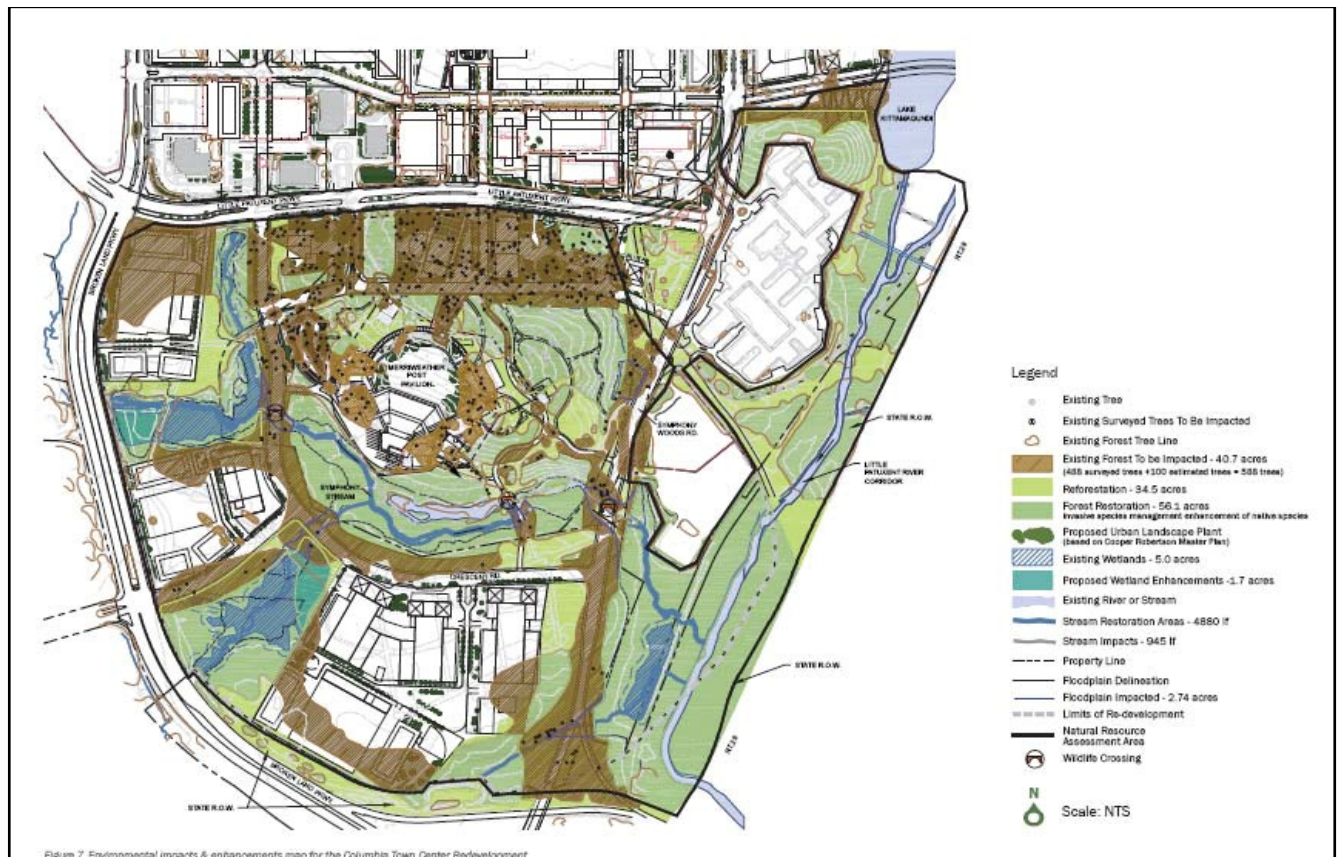 LAKE
KITTAMAQUNDI
LITTLE PATUXENT PKWY.
LITTLE PATUXENT PKWY.
BROKEN LAND PKWY.
RT.29
MERRIWEATHER
POST
PAVILION
SYMPHONY
WOODS RD.
STATE R.O.W.
LITTLE
PATUXENT RIVER
CORRIDOR
SYMPHONY
STREAM
CRESCENT RD.
STATE R.O.W.
RT.29
BROKEN LAND PKWY.
STATE R.O.W.
Legend
Existing Tree
Existing Surveyed Trees To Be Impacted
Existing Forest Tree Line
Existing Forest To be Impacted - 40.7 acres
(488 surveyed trees +100 estimated trees = 588 trees)
Reforestation - 34.5 acres
Forest Restoration - 56.1 acres
invasive species management enhancement of native species
Proposed Urban Landscape Plant
(based on Cooper Robertson Master Plan)
Existing Wetlands - 5.0 acres
Proposed Wetland Enhancements -1.7 acres
Existing River or Stream
Stream Restoration Areas - 4880 lf
Stream Impacts - 945 lf
Property Line
Floodplain Delineation
Floodplain Impacted - 2.74 acres
Limits of Re-development
Natural Resource
Assessment Area
Wildlife Crossing
N
Scale: NTS
Figure 7. Environmental impacts & enhancements map for the Columbia Town Center Redevelopment